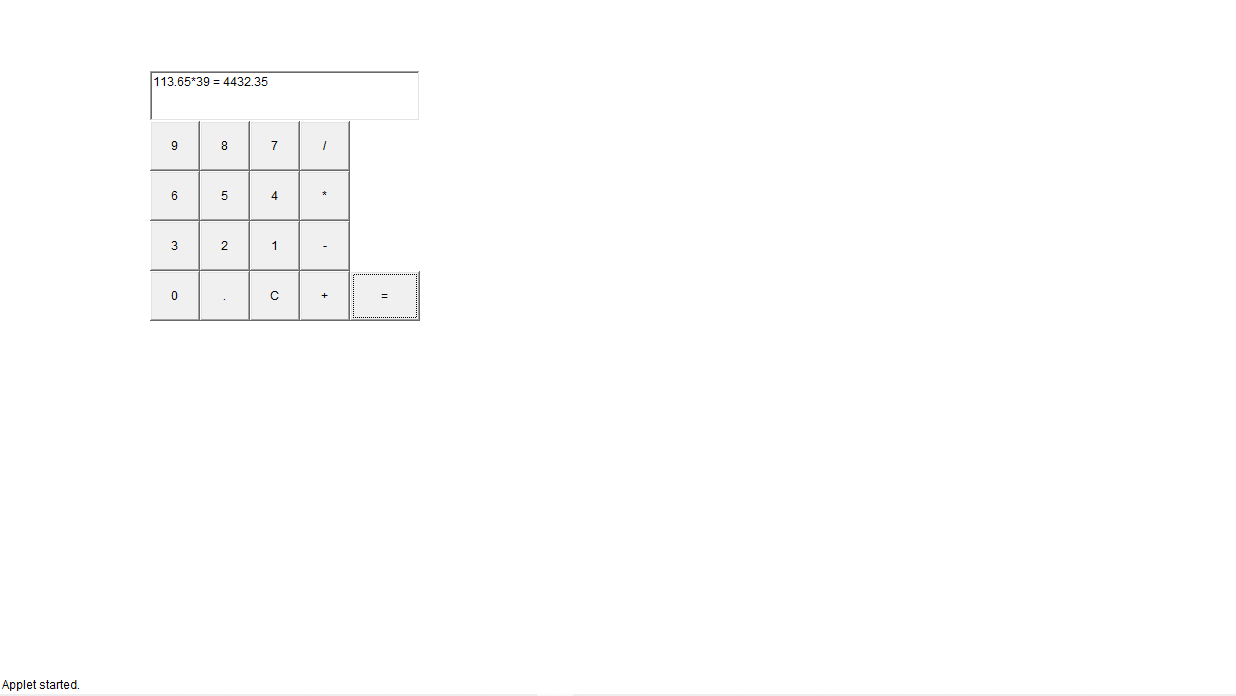 113.65*39 = 4432.35
9 8 7 /
6 5 4 *
3 2 1 -
0 . C + =
Applet started.